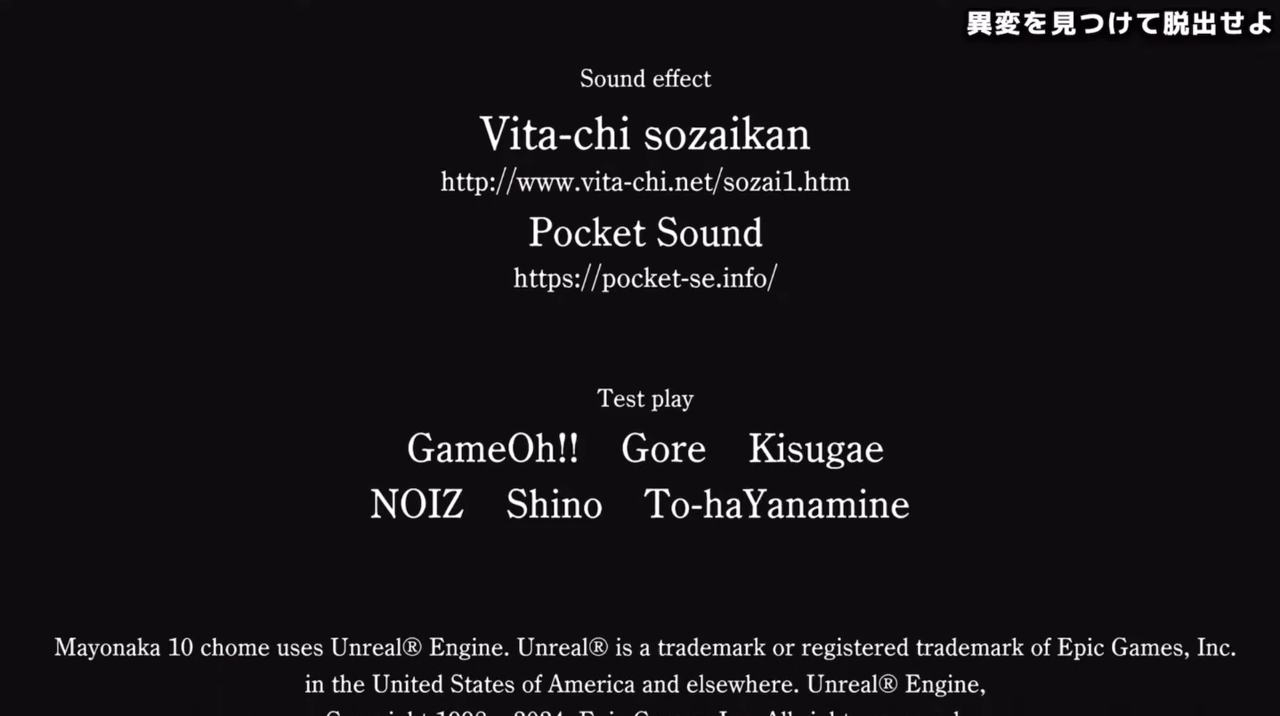 異変を見つけて脱出せよ
Sound effect
Vita-chi sozaikan
http://www.vita-chi.net/sozai1.htm
Pocket Sound
https://pocket-se.info/
Test play
GameOh!! Gore Kisugae
NOIZ Shino To-haYanamine
Mayonaka 10 chome uses Unreal® Engine. Unreal® is a trademark or registered trademark of Epic Games, Inc.
in the United States of America and elsewhere. Unreal® Engine,